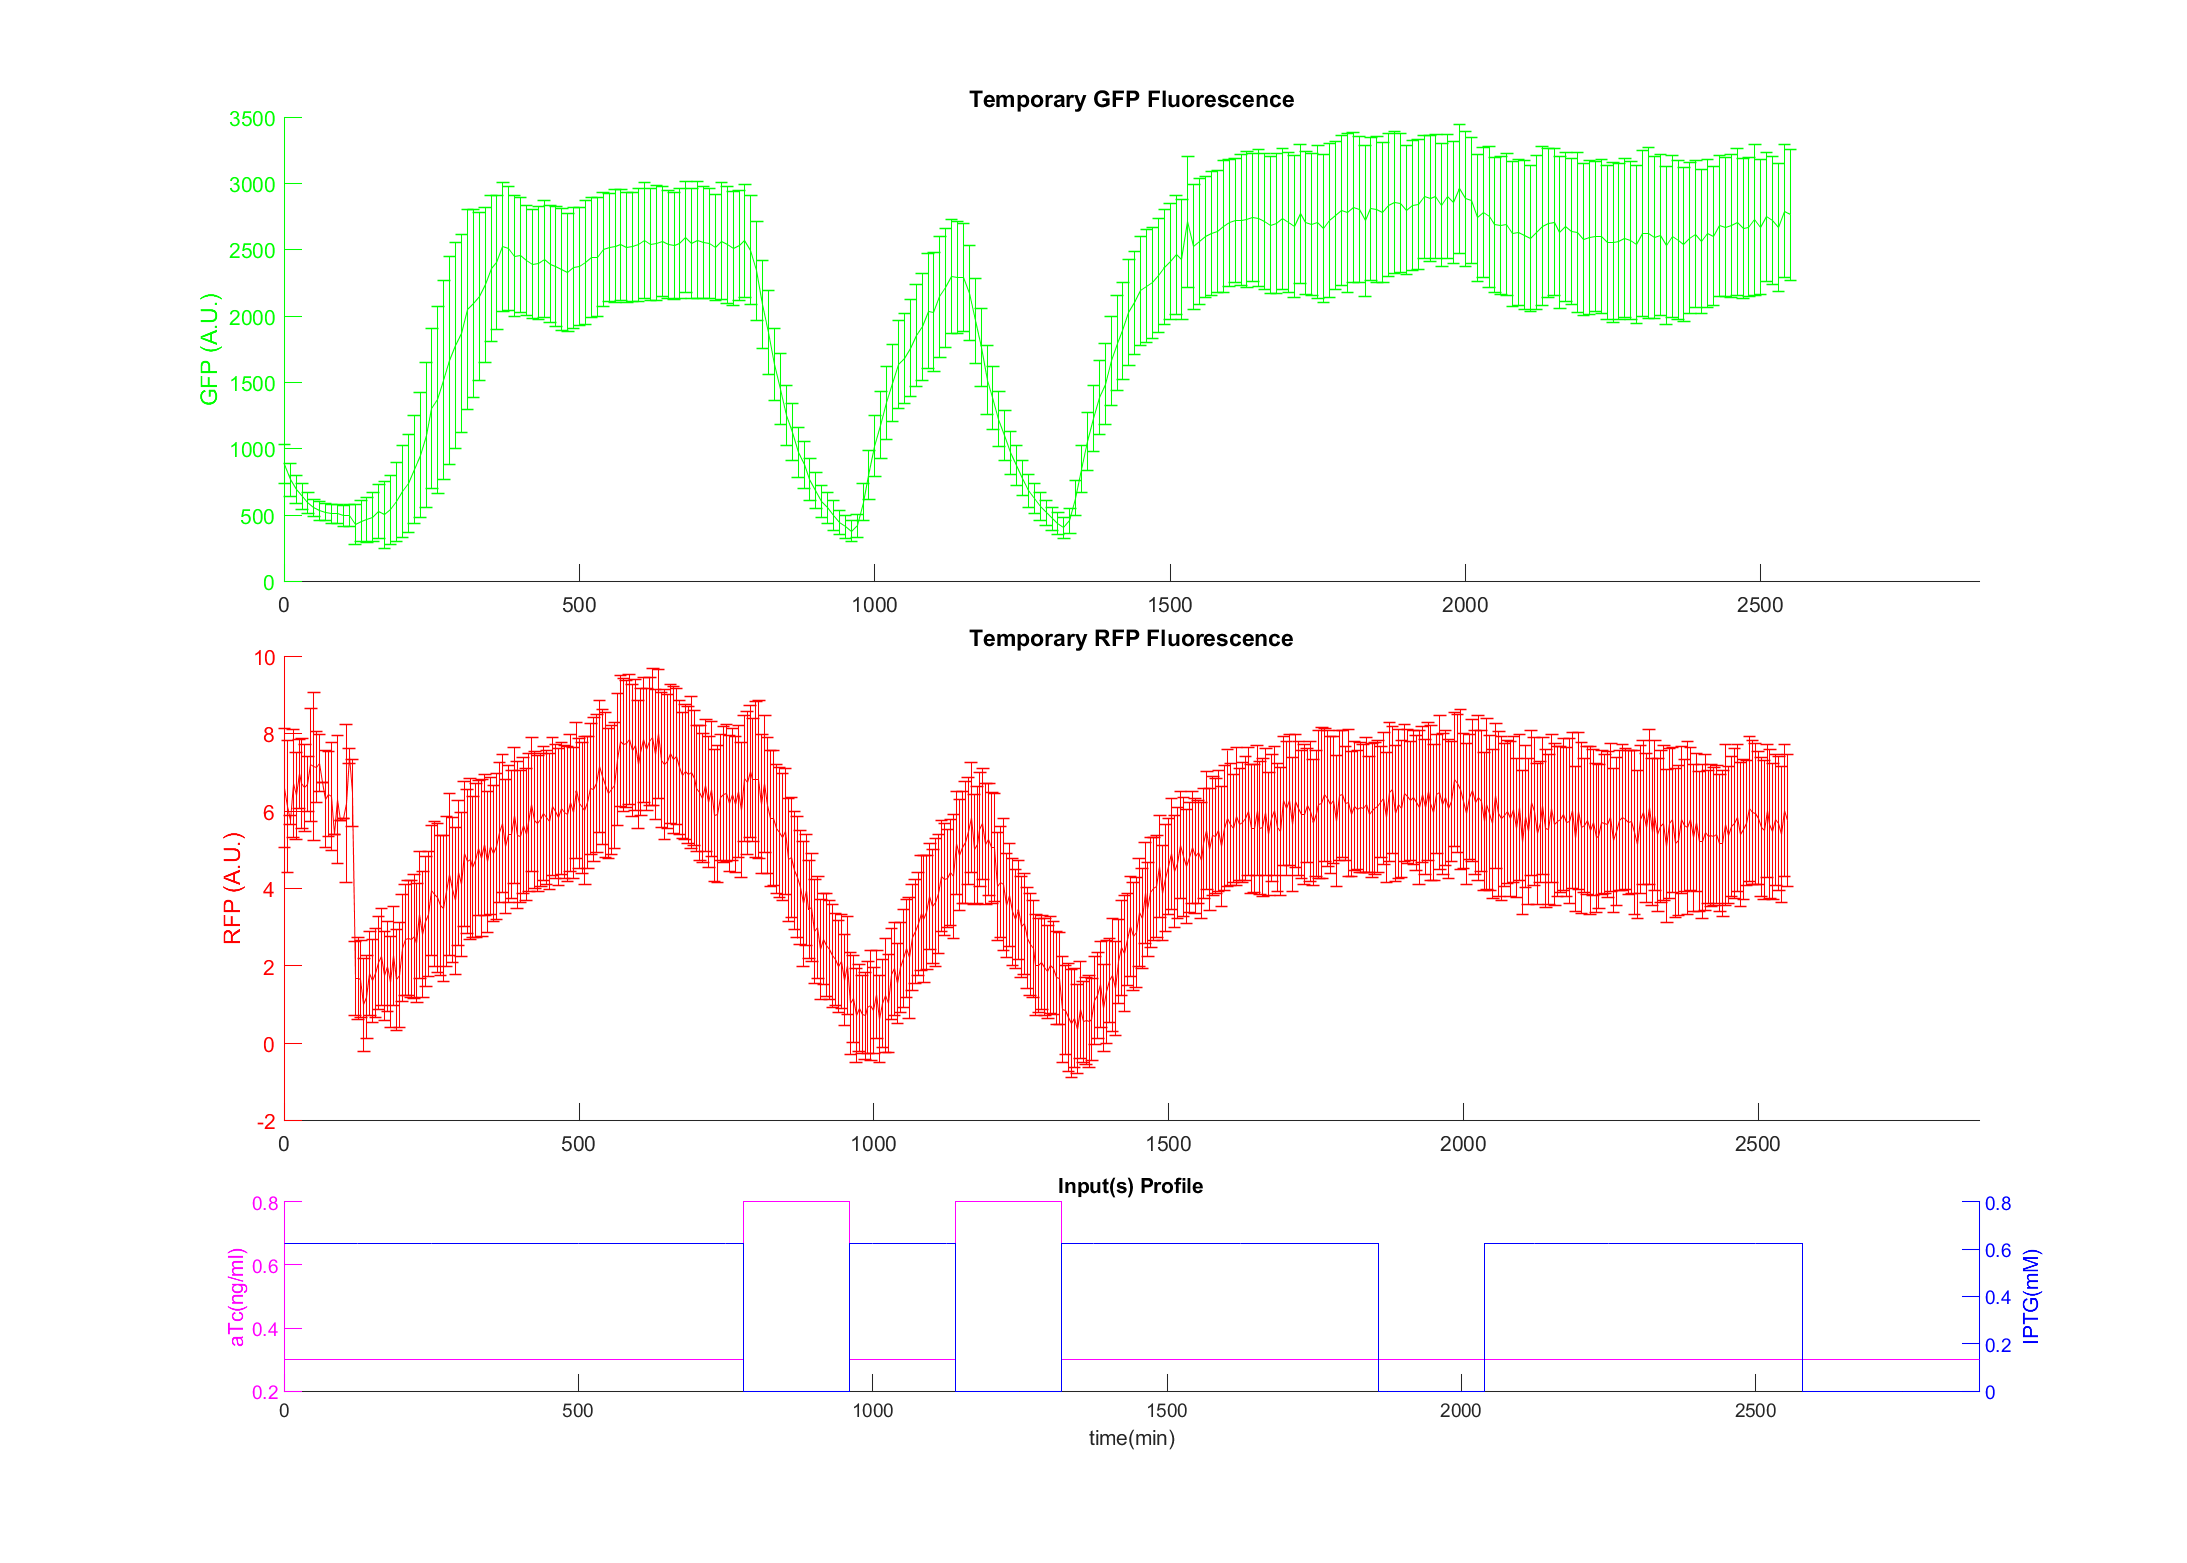 Temporary GFP Fluorescence
GFP (A.U.)
3500
3000
2500
2000
1500
1000
500
0
0 500 1000 1500 2000 2500
Temporary RFP Fluorescence
RFP (A.U.)
10
8
6
4
2
0
-2
0 500 1000 1500 2000 2500
Input(s) Profile
aTc(ng/ml)
0.8
0.6
0.4
0.2
0.8
0.6
0.4
0.2
0
IPTG(mM)
0 500 1000 1500 2000 2500
time(min)